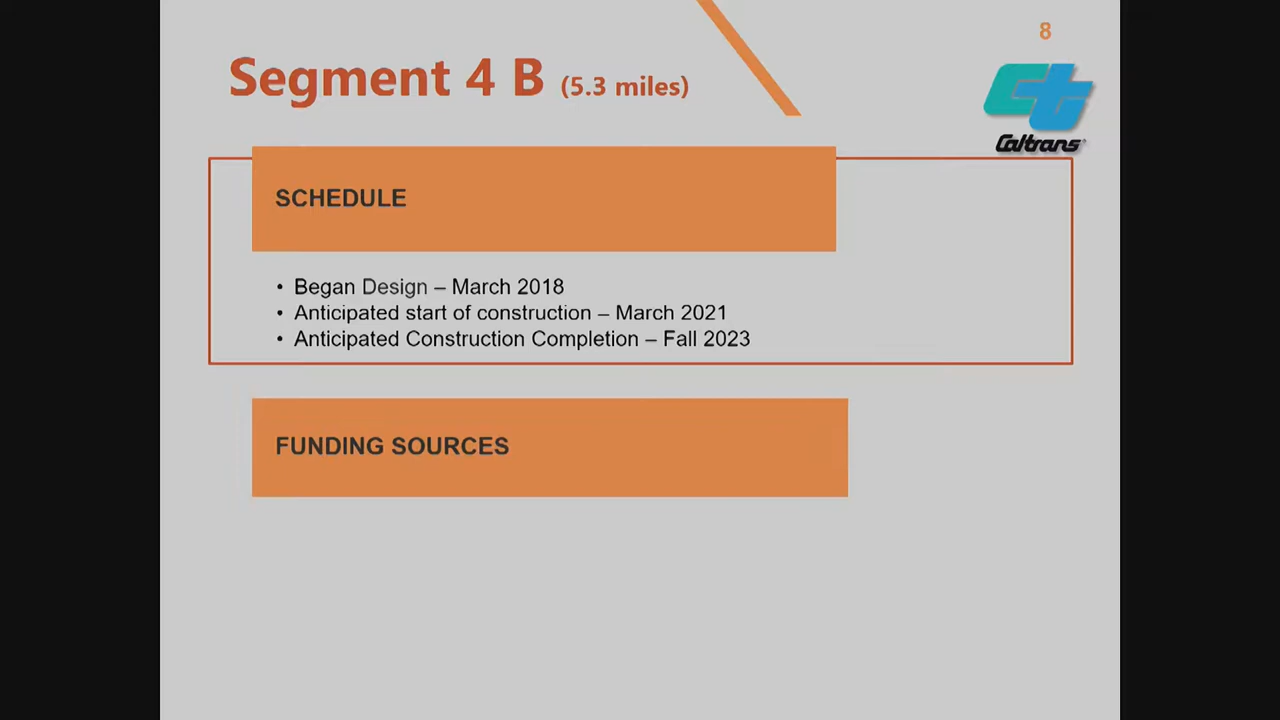 8
Segment 4 B (5.3 miles)
Ct
Caltrans
SCHEDULE
• Began Design – March 2018
• Anticipated start of construction – March 2021
• Anticipated Construction Completion – Fall 2023
FUNDING SOURCES